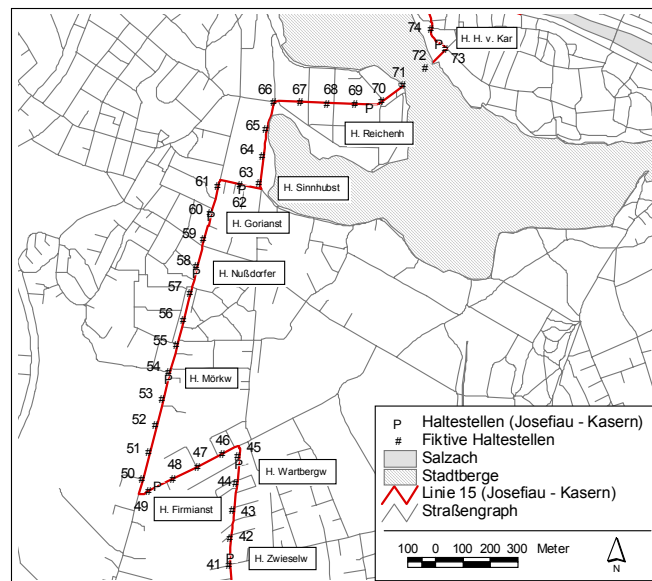 74
P
H. H. v. Kar
72
#
#
73
71
#
66
67
68
69
70
#
#
#
#
P
#
65
#
H. Reichenh
64
#
61
#
#
P
63
#
62
H. Sinnhubst
60
#
P
H. Gorianst
59
#
58
#
P
H. Nußdorfer
57
#
56
#
55
#
54
#
P
H. Mörkw
53
#
52
#
51
#
50
#
49
#
P
48
#
47
#
46
#
45
#
P
H. Wartbergw
H. Firmianst
44
#
43
#
42
#
41
P
#
H. Zwieselw
P Haltestellen (Josefiau - Kasern)
# Fiktive Haltestellen
Salzach
Stadtberge
Linie 15 (Josefiau - Kasern)
Straßengraph
100 0 100 200 300 Meter
N